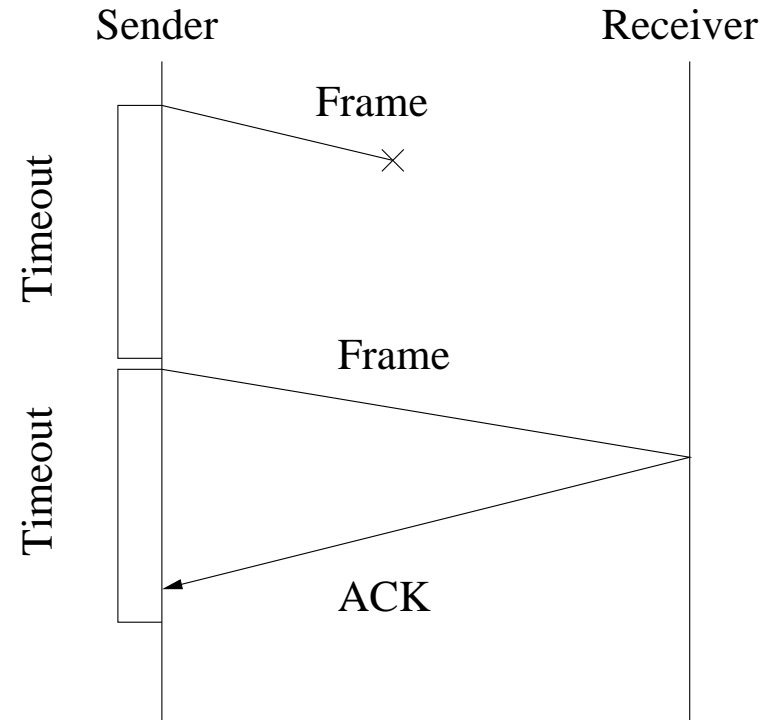 Sender
Receiver
Frame
Timeout
Frame
Timeout
ACK